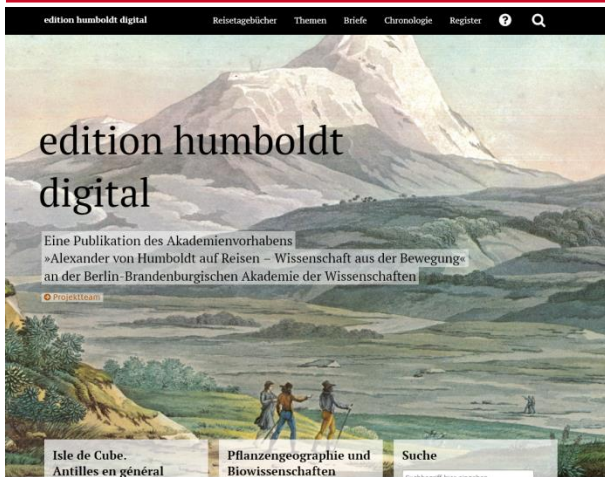 edition humboldt digital
Reisetagebücher Themen Briefe Chronologie Register ?
edition humboldt
digital
Eine Publikation des Akademienvorhabens
»Alexander von Humboldt auf Reisen – Wissenschaft aus der Bewegung«
an der Berlin-Brandenburgischen Akademie der Wissenschaften
Projektteam
Isle de Cube.
Antilles en général
Pflanzengeographie und
Biowissenschaften
Suche